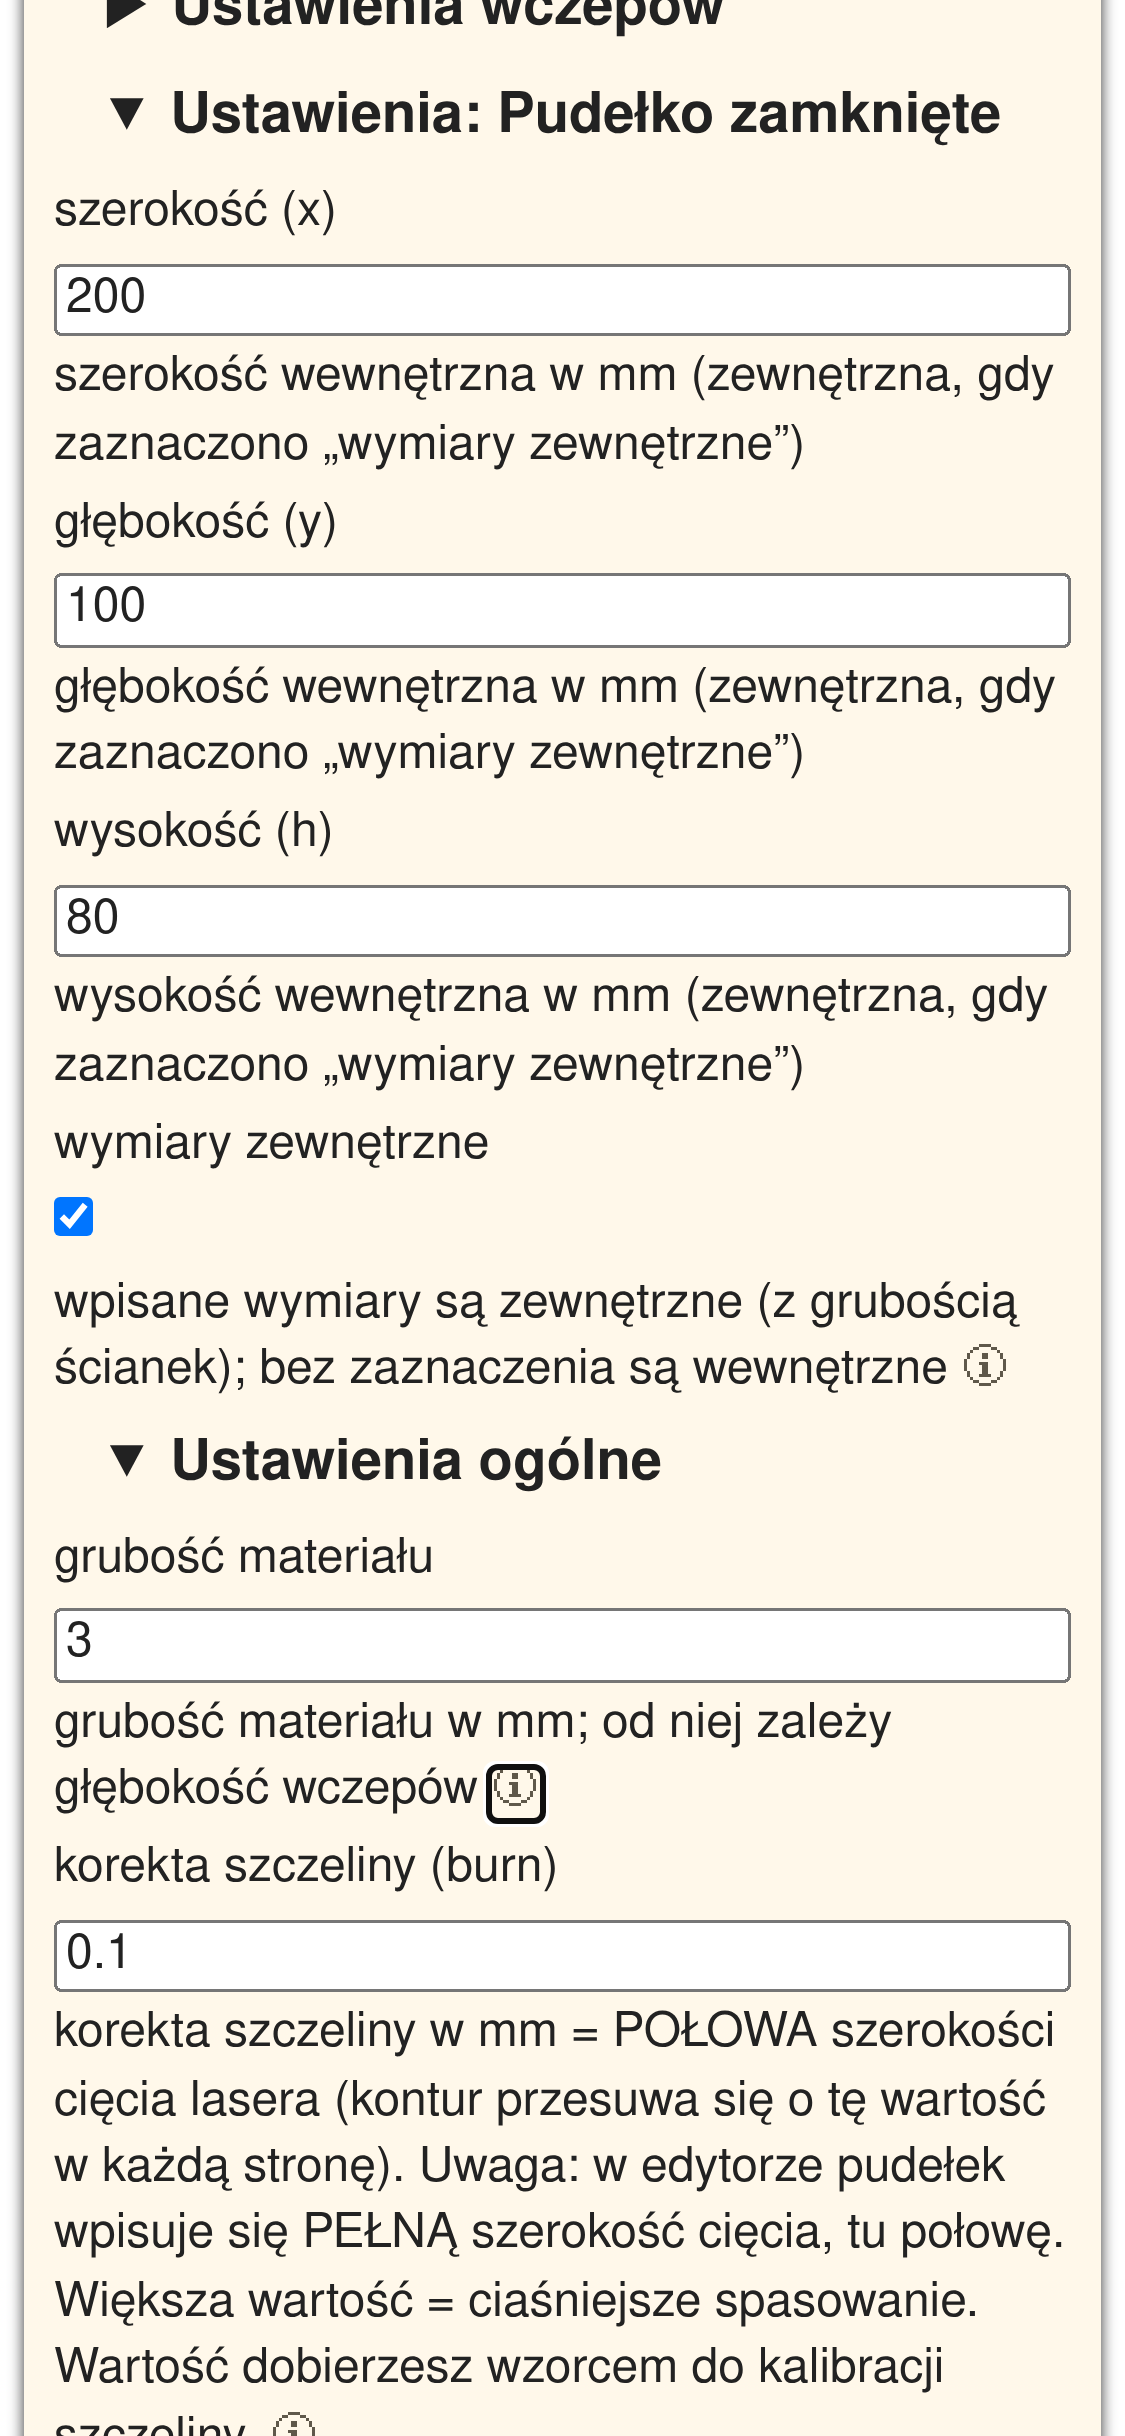 Ustawienia wczepów
Ustawienia: Pudełko zamknięte
szerokość (x)
200
szerokość wewnętrzna w mm (zewnętrzna, gdy
zaznaczono „wymiary zewnętrzne”)
głębokość (y)
100
głębokość wewnętrzna w mm (zewnętrzna, gdy
zaznaczono „wymiary zewnętrzne”)
wysokość (h)
80
wysokość wewnętrzna w mm (zewnętrzna, gdy
zaznaczono „wymiary zewnętrzne”)
wymiary zewnętrzne
wpisane wymiary są zewnętrzne (z grubością
ścianek); bez zaznaczenia są wewnętrzne
Ustawienia ogólne
grubość materiału
3
grubość materiału w mm; od niej zależy
głębokość wczepów
korekta szczeliny (burn)
0.1
korekta szczeliny w mm = POŁOWA szerokości
cięcia lasera (kontur przesuwa się o tę wartość
w każdą stronę). Uwaga: w edytorze pudełek
wpisuje się PEŁNĄ szerokość cięcia, tu połowę.
Większa wartość = ciaśniejsze spasowanie.
Wartość dobierzesz wzorcem do kalibracji
szczeliny.